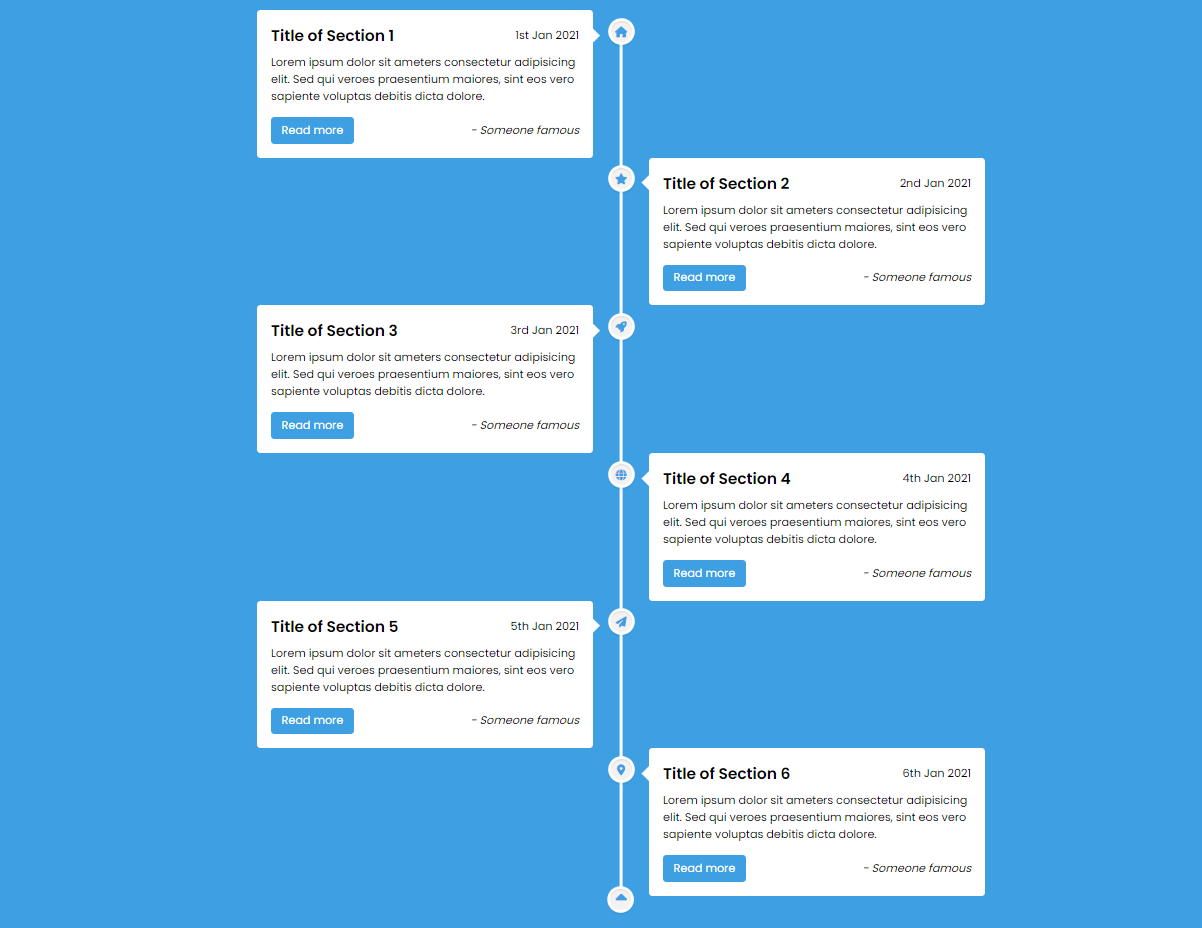 Title of Section 1 1st Jan 2021
Lorem ipsum dolor sit ameters consectetur adipisicing
elit. Sed qui veroes praesentium maiores, sint eos vero
sapiente voluptas debitis dicta dolore.
Read more - Someone famous
Title of Section 2 2nd Jan 2021
Lorem ipsum dolor sit ameters consectetur adipisicing
elit. Sed qui veroes praesentium maiores, sint eos vero
sapiente voluptas debitis dicta dolore.
Read more - Someone famous
Title of Section 3 3rd Jan 2021
Lorem ipsum dolor sit ameters consectetur adipisicing
elit. Sed qui veroes praesentium maiores, sint eos vero
sapiente voluptas debitis dicta dolore.
Read more - Someone famous
Title of Section 4 4th Jan 2021
Lorem ipsum dolor sit ameters consectetur adipisicing
elit. Sed qui veroes praesentium maiores, sint eos vero
sapiente voluptas debitis dicta dolore.
Read more - Someone famous
Title of Section 5 5th Jan 2021
Lorem ipsum dolor sit ameters consectetur adipisicing
elit. Sed qui veroes praesentium maiores, sint eos vero
sapiente voluptas debitis dicta dolore.
Read more - Someone famous
Title of Section 6 6th Jan 2021
Lorem ipsum dolor sit ameters consectetur adipisicing
elit. Sed qui veroes praesentium maiores, sint eos vero
sapiente voluptas debitis dicta dolore.
Read more - Someone famous